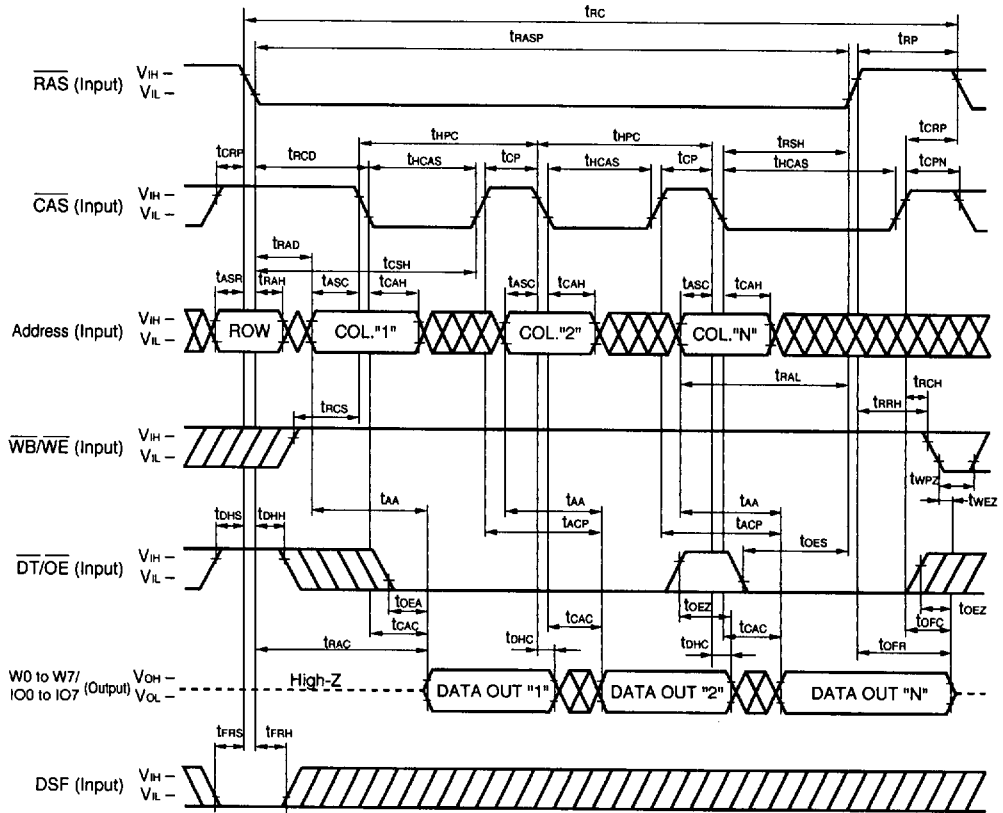 tRC
tRASP
tRP
RAS (Input)
VIH
VIL
tHPC
tHPC
tCRP
tCRP
tRCD
tHCAS
tCP
tHCAS
tCP
tRSH
tHCAS
tCPN
CAS (Input)
VIH
VIL
tRAD
tCSH
tASR
tRAH
tASC
tCAH
tASC
tCAH
tASC
tCAH
Address (Input)
VIH
VIL
ROW
COL."1"
COL."2"
COL."N"
tRAL
tRCH
tRRH
tRCS
WB/WE (Input)
VIH
VIL
tWPZ
tWEZ
tAA
tAA
tAA
tDHS
tDHH
tACP
tACP
tOES
DT/OE (Input)
VIH
VIL
tOEA
tOEZ
tOEZ
tCAC
tCAC
tCAC
tOFC
tRAC
tDHC
tDHC
tOFR
W0 to W7/
IO0 to IO7 (Output)
VOH
VOL
High-Z
DATA OUT "1"
DATA OUT "2"
DATA OUT "N"
tFRS
tFRH
DSF (Input)
VIH
VIL